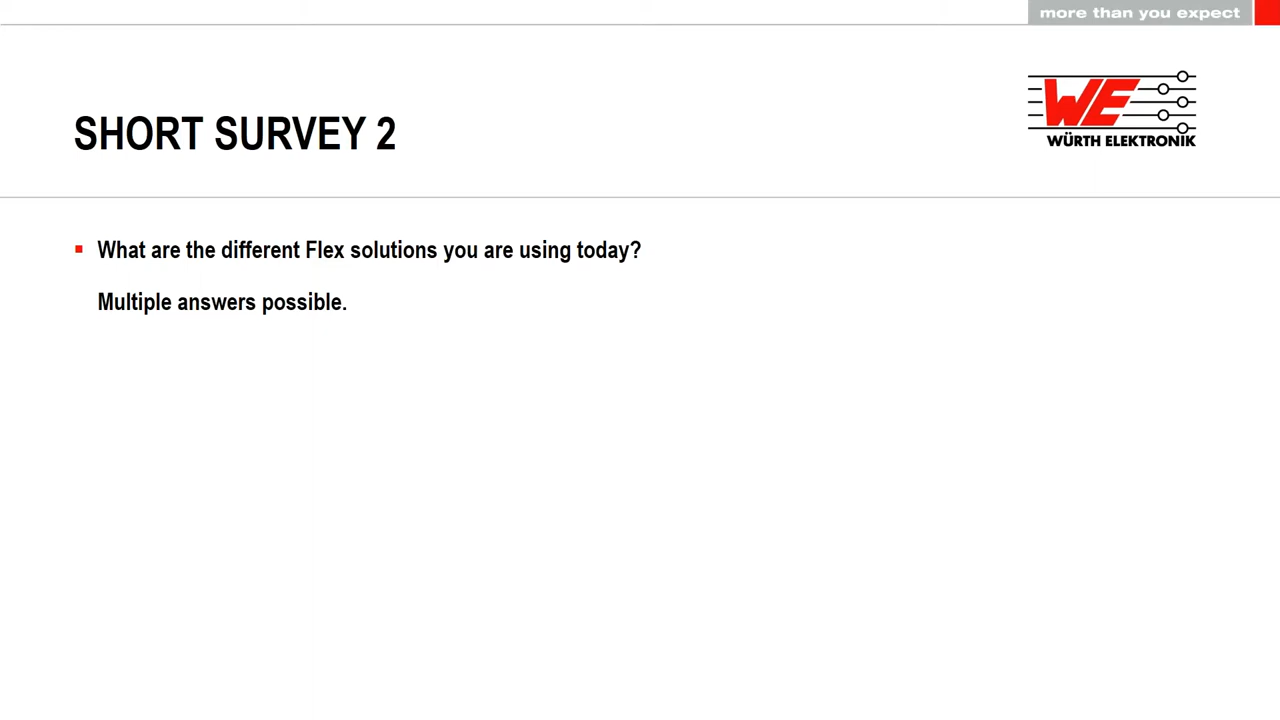 more than you expect
WE
WÜRTH ELEKTRONIK
SHORT SURVEY 2
What are the different Flex solutions you are using today?
Multiple answers possible.